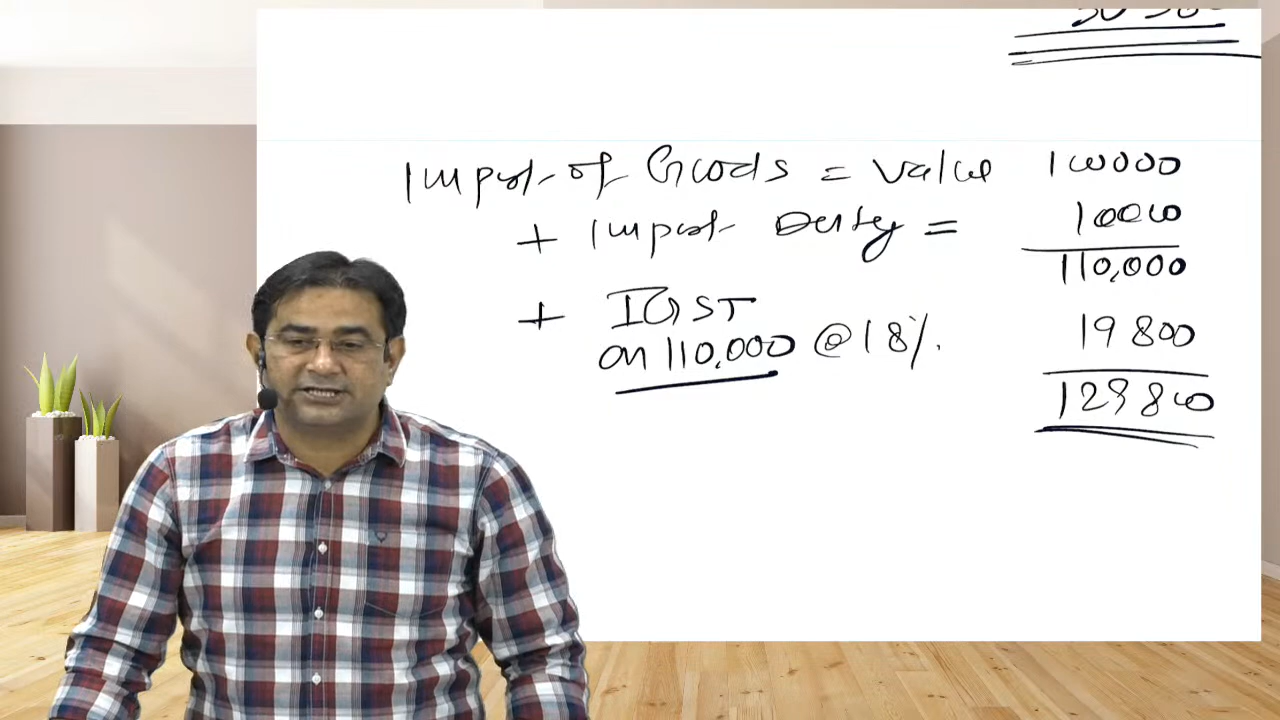 Import of Goods = value 100000
+ Import Duty = 10000
110,000
+ IGST
on 110,000 @ 18% 19800
129800